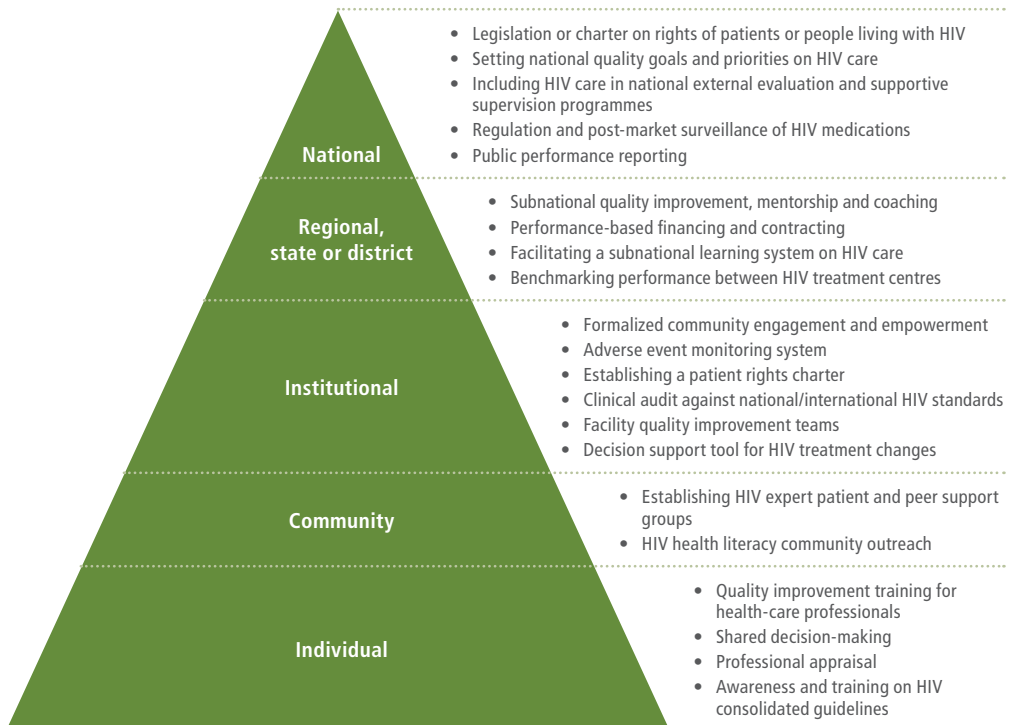 • Legislation or charter on rights of patients or people living with HIV
• Setting national quality goals and priorities on HIV care
• Including HIV care in national external evaluation and supportive
supervision programmes
• Regulation and post-market surveillance of HIV medications
• Public performance reporting
National
• Subnational quality improvement, mentorship and coaching
• Performance-based financing and contracting
• Facilitating a subnational learning system on HIV care
• Benchmarking performance between HIV treatment centres
Regional,
state or district
• Formalized community engagement and empowerment
• Adverse event monitoring system
• Establishing a patient rights charter
• Clinical audit against national/international HIV standards
• Facility quality improvement teams
• Decision support tool for HIV treatment changes
Institutional
• Establishing HIV expert patient and peer support
groups
• HIV health literacy community outreach
Community
• Quality improvement training for
health-care professionals
• Shared decision-making
• Professional appraisal
• Awareness and training on HIV
consolidated guidelines
Individual